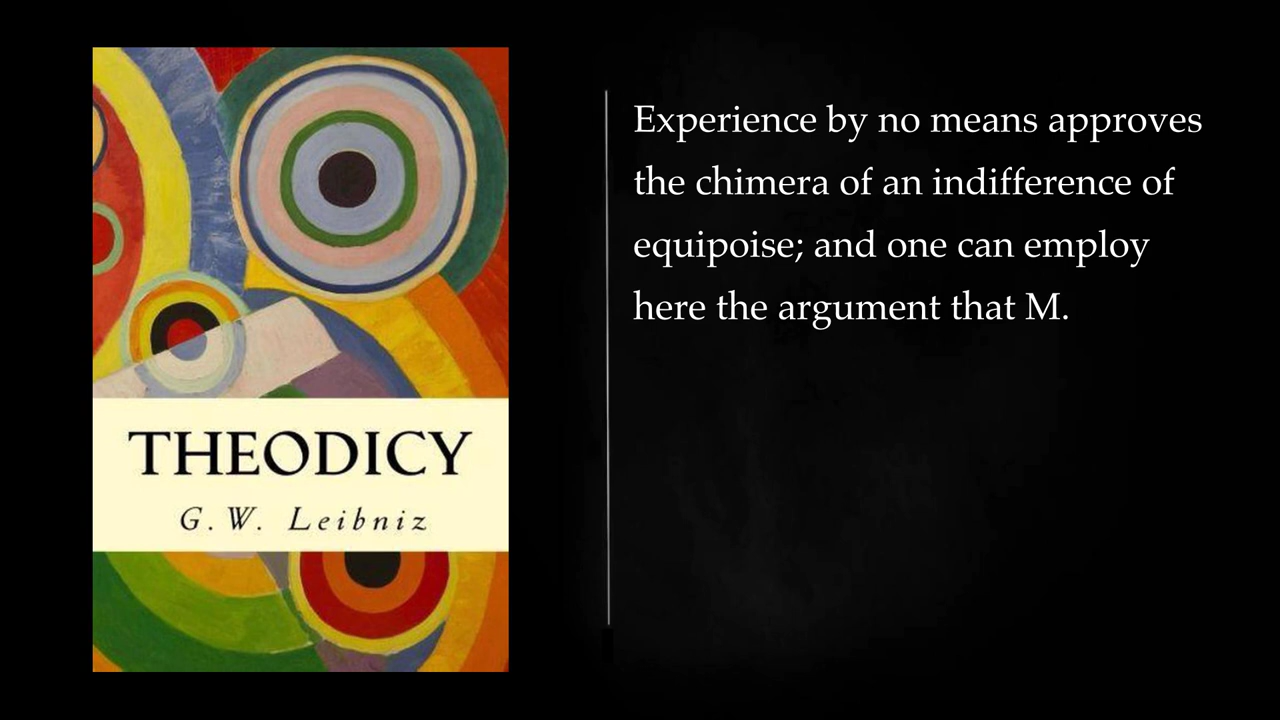 THEODICY
G.W. Leibniz
Experience by no means approves
the chimera of an indifference of
equipoise; and one can employ
here the argument that M.